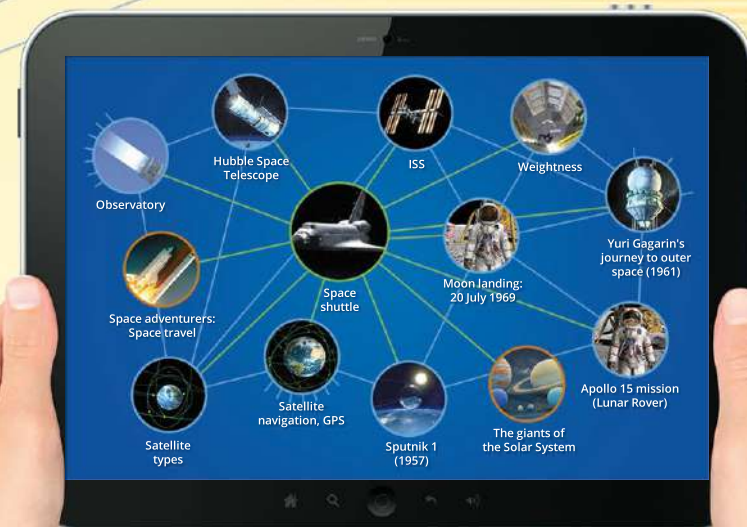 Hubble Space
Telescope
ISS
Weightness
Observatory
Yuri Gagarin's
journey to outer
space (1961)
Space
shuttle
Moon landing:
20 July 1969
Space adventurers:
Space travel
Satellite
navigation, GPS
Apollo 15 mission
(Lunar Rover)
Satellite
types
Sputnik 1
(1957)
The giants of
the Solar System